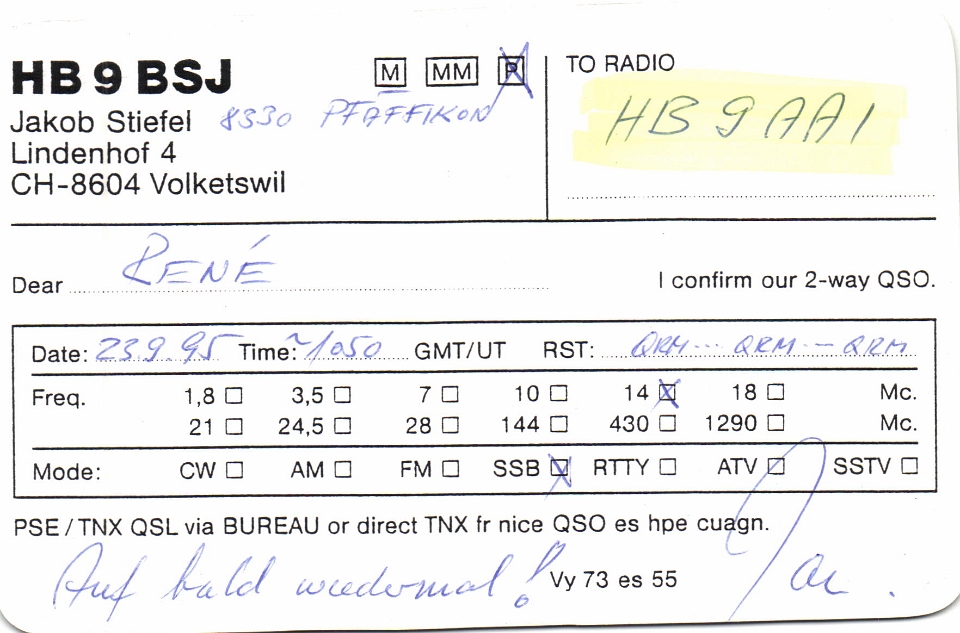 HB 9 BSJ M MM P
TO RADIO
Jakob Stiefel 8330 PFÄFFIKON
HB 9 AA I
Lindenhof 4
CH-8604 Volketswil
Dear RENÉ I confirm our 2-way QSO.
Date: 23.9.95 Time: ~1050 GMT/UT RST: QRM --- QRM -- QRM
Freq. 1,8 3,5 7 10 14 18 Mc.
21 24,5 28 144 430 1290 Mc.
Mode: CW AM FM SSB RTTY ATV SSTV
PSE/TNX QSL via BUREAU or direct TNX fr nice QSO es hpe cuagn.
Auf bald wiedermal! Vy 73 es 55